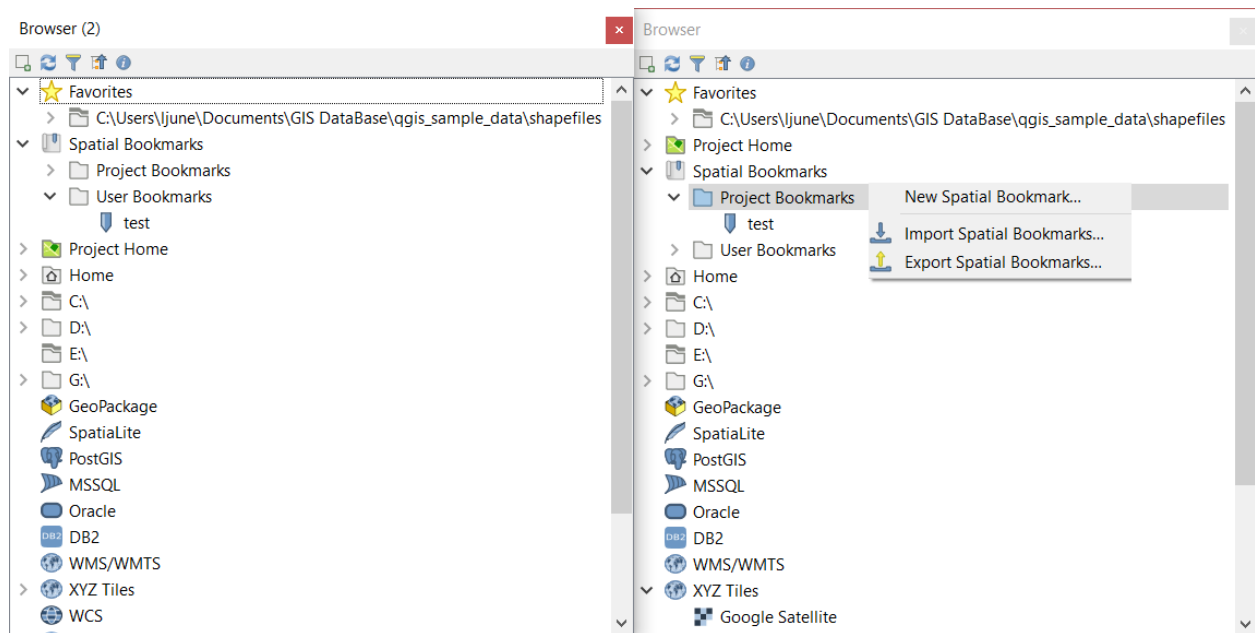 Browser (2)
Favorites
C:\Users\ljune\Documents\GIS DataBase\qgis_sample_data\shapefiles
Spatial Bookmarks
Project Bookmarks
User Bookmarks
test
Project Home
Home
C:\
D:\
E:\
G:\
GeoPackage
SpatiaLite
PostGIS
MSSQL
Oracle
DB2 DB2
WMS/WMTS
XYZ Tiles
WCS
Browser
Favorites
C:\Users\ljune\Documents\GIS DataBase\qgis_sample_data\shapefiles
Project Home
Spatial Bookmarks
Project Bookmarks
test
User Bookmarks
New Spatial Bookmark...
Import Spatial Bookmarks...
Export Spatial Bookmarks...
Home
C:\
D:\
E:\
G:\
GeoPackage
SpatiaLite
PostGIS
MSSQL
Oracle
DB2 DB2
WMS/WMTS
XYZ Tiles
Google Satellite